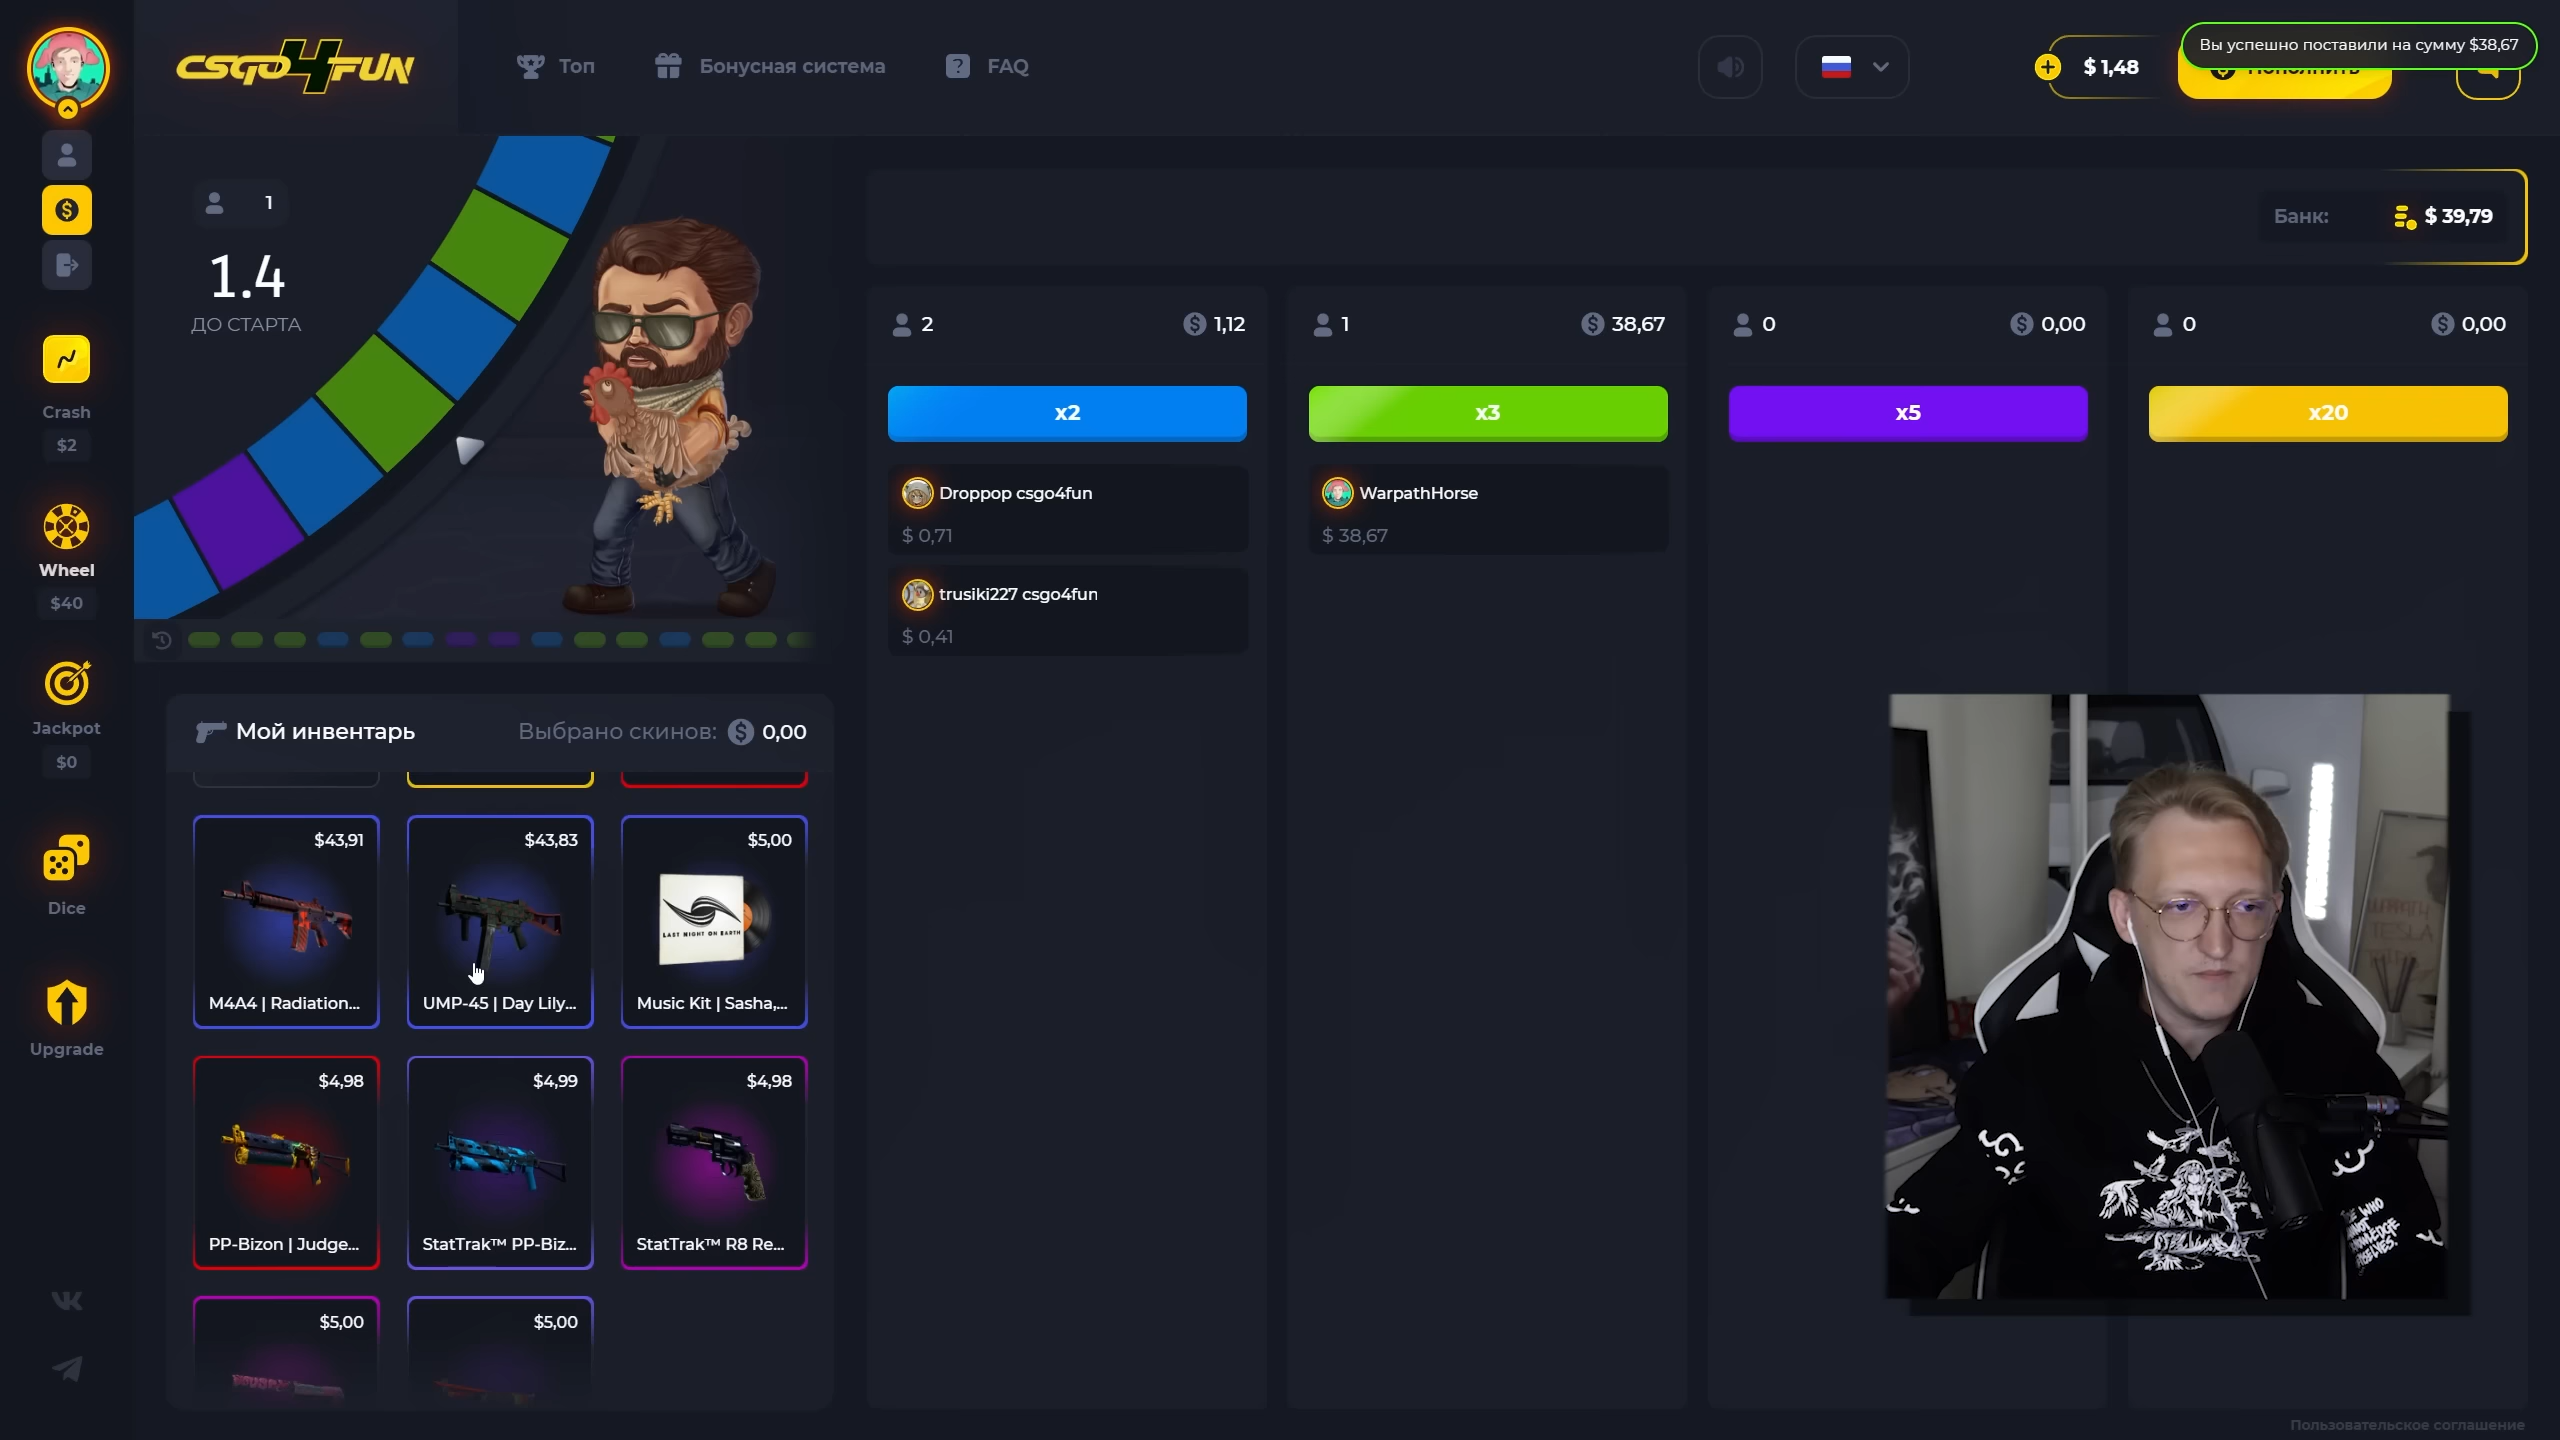 CSGO4FUN
Топ
Бонусная система
FAQ
$ 1,48
Вы успешно поставили на сумму $38,67
1
1.4
ДО СТАРТА
Банк:
$ 39,79
2
1,12
1
38,67
0
0,00
0
0,00
x2
x3
x5
x20
Droppop csgo4fun
$ 0,71
trusiki227 csgo4fun
$ 0,41
WarpathHorse
$ 38,67
Crash
$2
Wheel
$40
Jackpot
$0
Dice
Upgrade
Мой инвентарь
Выбрано скинов:
0,00
$43,91
M4A4 | Radiation...
$43,83
UMP-45 | Day Lily...
$5,00
LAST NIGHT ON EARTH
Music Kit | Sasha,...
$4,98
PP-Bizon | Judge...
$4,99
StatTrak™ PP-Biz...
$4,98
StatTrak™ R8 Re...
$5,00
$5,00
Пользовательское соглашение